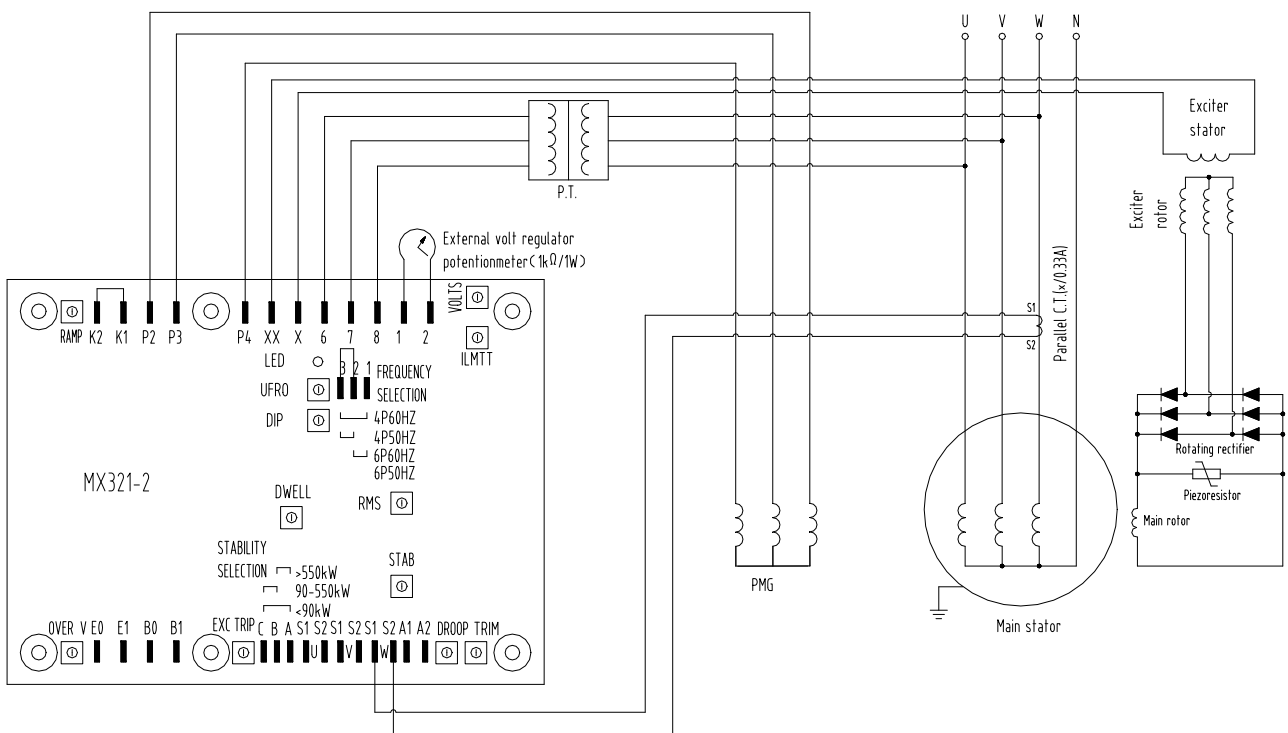 U V W N
Exciter
stator
P.T.
Exciter
rotor
External volt regulator
potentionmeter(1kΩ/1W)
Parallel C.T.(x/0.33A)
VOLTS
S1
S2
RAMP K2 K1 P2 P3 P4 XX X 6 7 8 1 2
ILMTT
LED
3 2 1 FREQUENCY
UFRO
SELECTION
DIP
4P60HZ
4P50HZ
6P60HZ
6P50HZ
Rotating rectifier
MX321-2
DWELL
RMS
Piezoresistor
Main rotor
STABILITY
SELECTION >550kW
STAB
90-550kW
<90kW
PMG
Main stator
OVER V E0 E1 B0 B1 EXC TRIP C B A S1 S2 S1 S2 S1 S2 A1 A2 DROOP TRIM
U V W